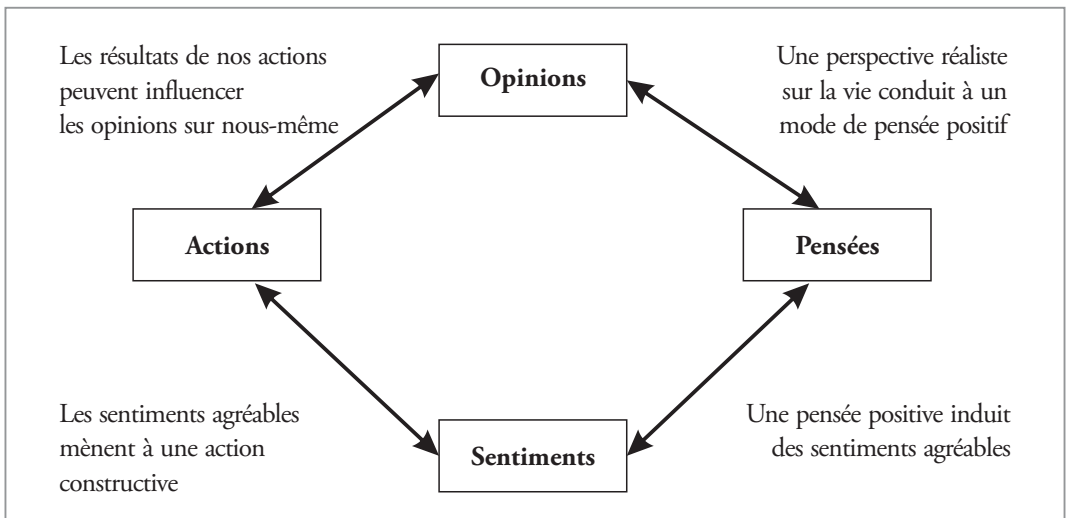 Les résultats de nos actions
peuvent influencer
les opinions sur nous-même
Opinions
Une perspective réaliste
sur la vie conduit à un
mode de pensée positif
Actions
Pensées
Les sentiments agréables
mènent à une action
constructive
Sentiments
Une pensée positive induit
des sentiments agréables